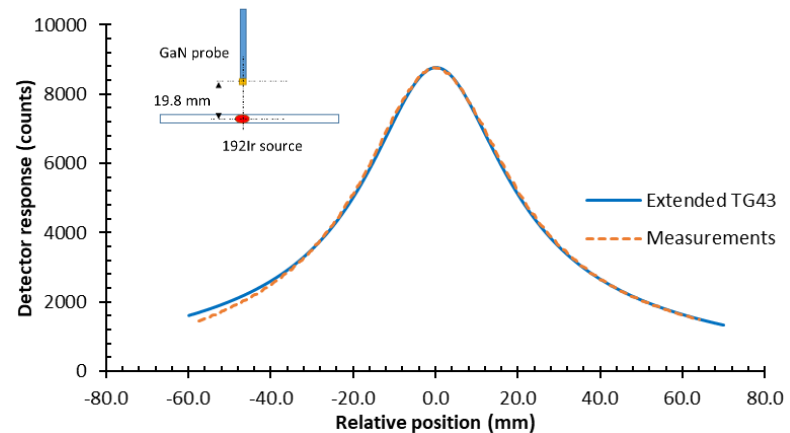 10000
8000
6000
4000
2000
0
-80.0 -60.0 -40.0 -20.0 0.0 20.0 40.0 60.0 80.0
Detector response (counts)
Relative position (mm)
GaN probe
19.8 mm
192Ir source
Extended TG43
Measurements